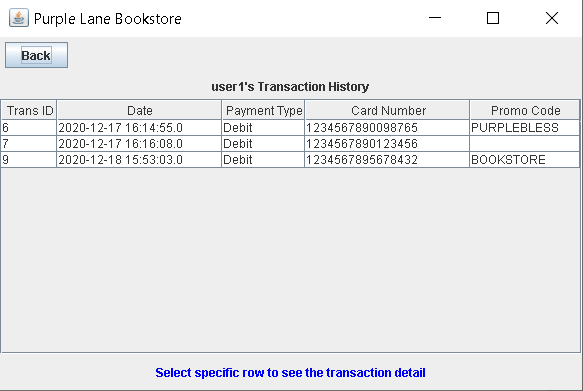 Purple Lane Bookstore
Back
user1's Transaction History
Trans ID Date Payment Type Card Number Promo Code
6 2020-12-17 16:14:55.0 Debit 1234567890098765 PURPLEBLESS
7 2020-12-17 16:16:08.0 Debit 1234567890123456
9 2020-12-18 15:53:03.0 Debit 1234567895678432 BOOKSTORE
Select specific row to see the transaction detail